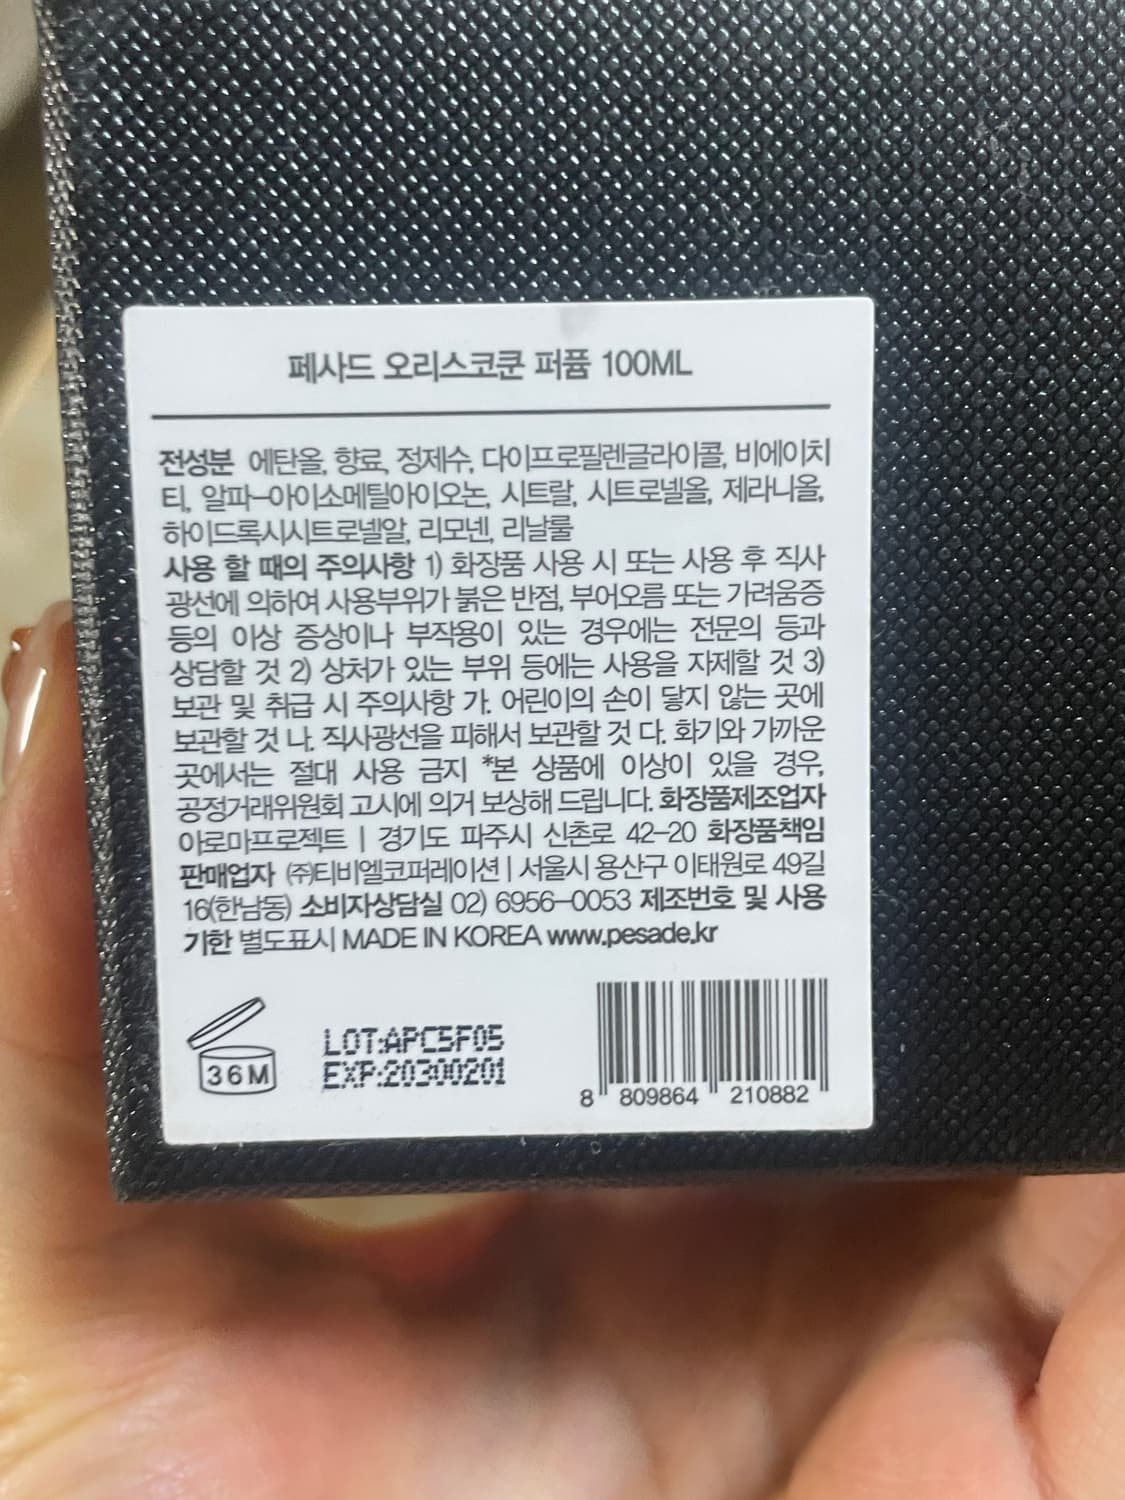 페사드 오리스코쿤 퍼퓸 100ML
전성분 에탄올, 향료, 정제수, 다이프로필렌글라이콜, 비에이치
티, 알파-아이소메틸아이오논, 시트랄, 시트로넬올, 제라니올,
하이드록시시트로넬알, 리모넨, 리날룰
사용 할 때의 주의사항 1) 화장품 사용 시 또는 사용 후 직사
광선에 의하여 사용부위가 붉은 반점, 부어오름 또는 가려움증
등의 이상 증상이나 부작용이 있는 경우에는 전문의 등과
상담할 것 2) 상처가 있는 부위 등에는 사용을 자제할 것 3)
보관 및 취급 시 주의사항 가. 어린이의 손이 닿지 않는 곳에
보관할 것 나. 직사광선을 피해서 보관할 것 다. 화기와 가까운
곳에서는 절대 사용 금지 *본 상품에 이상이 있을 경우,
공정거래위원회 고시에 의거 보상해 드립니다. 화장품제조업자
아로마프로젝트 | 경기도 파주시 신촌로 42-20 화장품책임
판매업자 ㈜티비엘코퍼레이션 | 서울시 용산구 이태원로 49길
16(한남동) 소비자상담실 02) 6956-0053 제조번호 및 사용
기한 별도표시 MADE IN KOREA www.pesade.kr
36M
LOT:APC5F05
EXP:20300201
8 809864 210882